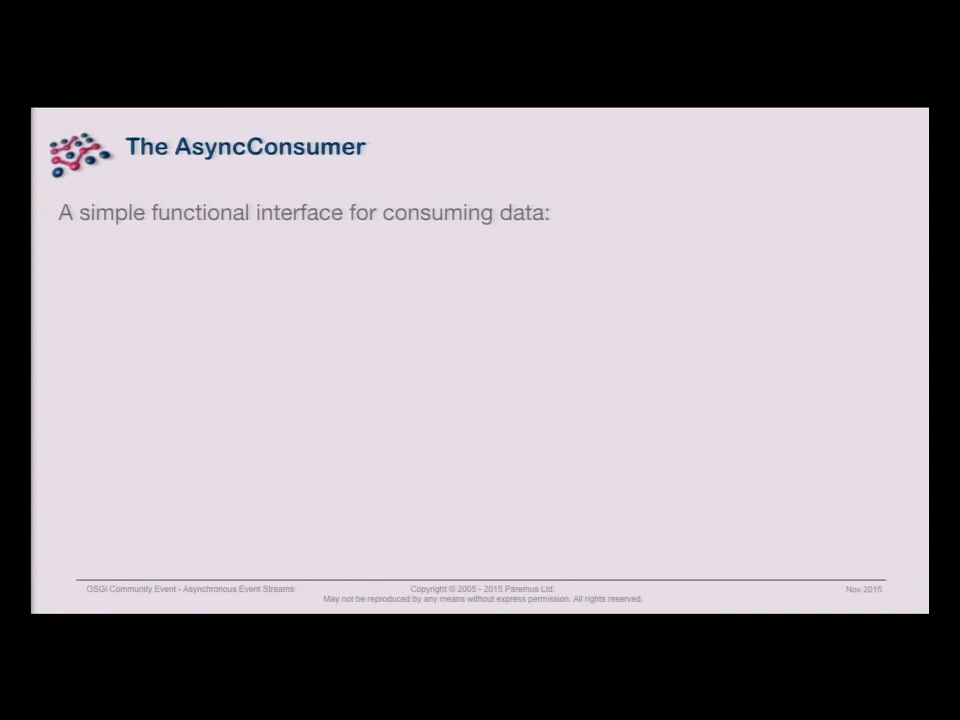 The AsyncConsumer
A simple functional interface for consuming data:
OSGi Community Event - Asynchronous Event Streams
Copyright © 2005 - 2015 Paremus Ltd.
May not be reproduced by any means without express permission. All rights reserved.
Nov 2015